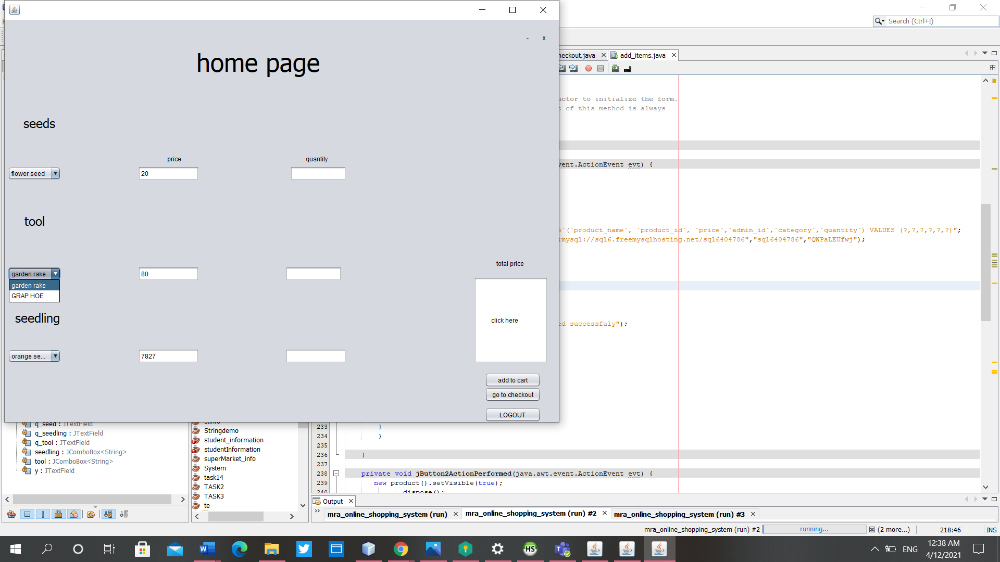 - x
home page
seeds
price quantity
flower seed 20
tool
total price
garden rake 80
garden rake
GRAP HOE
click here
seedling
orange se... 7827
add to cart
go to checkout
LOGOUT
Search (Ctrl+I)
heckout.java add_items.java
uctor to initialize the form.
of this method is always
vent.ActionEvent evt) {
`(`product_name`, `product_id`, `price`,`admin_id`,`category`,`quantity`) VALUES (?,?,?,?,?,?)";
:mysql://sql6.freemysqlhosting.net/sql6404786","sql6404786","QWPaLEUfwj");
ed successfuly");
q_seed : JTextField
q_seedling : JTextField
q_tool : JTextField
seedling : JComboBox<String>
tool : JComboBox<String>
y : JTextField
Stringdemo
student_information
studentInformation
superMarket_info
System
task14
TASK2
TASK3
te
233 }
234 }
235
236 }
237
238 private void jButton2ActionPerformed(java.awt.event.ActionEvent evt) {
239 new product().setVisible(true);
240 dispose();
Output
mra_online_shopping_system (run) mra_online_shopping_system (run) #2 mra_online_shopping_system (run) #3
mra_online_shopping_system (run) #2 running... (2 more...) 218:46 INS
W HS T ENG 12:38 AM
4/12/2021